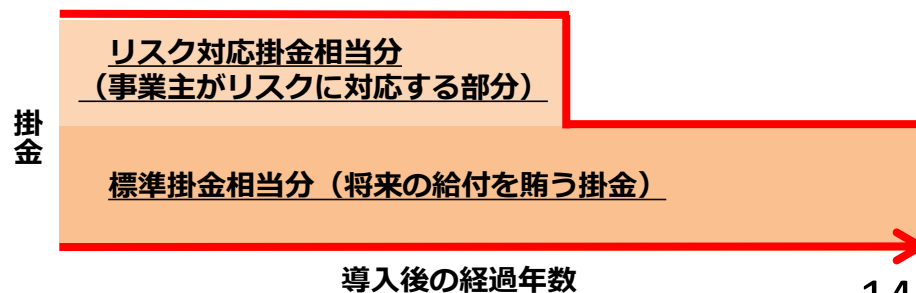 リスク対応掛金相当分
（事業主がリスクに対応する部分）
掛金
標準掛金相当分（将来の給付を賄う掛金）
導入後の経過年数
14